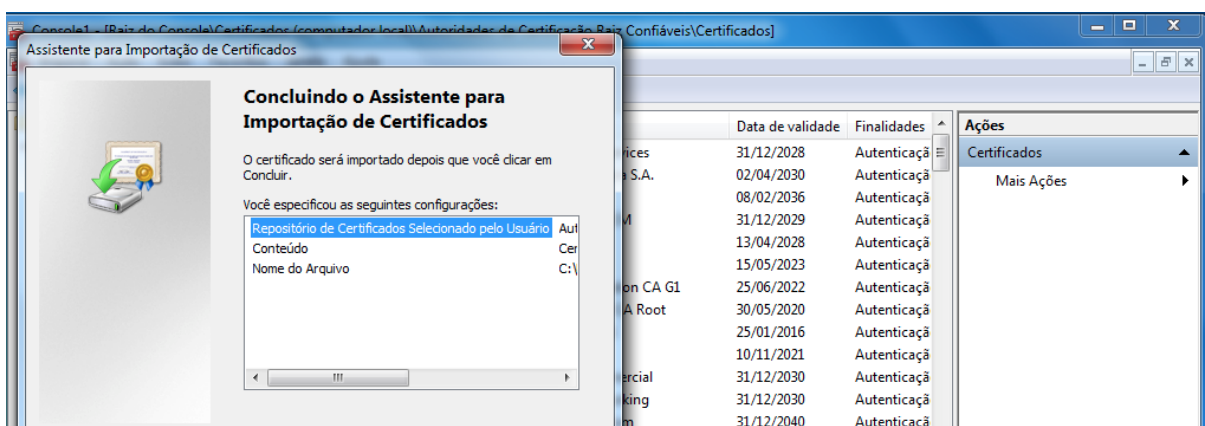 Console1 - [Raiz do Console\Certificados (computador local)\Autoridades de Certificação Raiz Confiáveis\Certificados]
Assistente para Importação de Certificados
Concluindo o Assistente para
Importação de Certificados
O certificado será importado depois que você clicar em
Concluir.
Você especificou as seguintes configurações:
Repositório de Certificados Selecionado pelo Usuário Aut
Conteúdo Cer
Nome do Arquivo C:\
Data de validade Finalidades
vices 31/12/2028 Autenticaçã
a S.A. 02/04/2030 Autenticaçã
08/02/2036 Autenticaçã
M 31/12/2029 Autenticaçã
13/04/2028 Autenticaçã
15/05/2023 Autenticaçã
on CA G1 25/06/2022 Autenticaçã
A Root 30/05/2020 Autenticaçã
25/01/2016 Autenticaçã
10/11/2021 Autenticaçã
ercial 31/12/2030 Autenticaçã
king 31/12/2030 Autenticaçã
m 31/12/2040 Autenticaçã
Ações
Certificados
Mais Ações